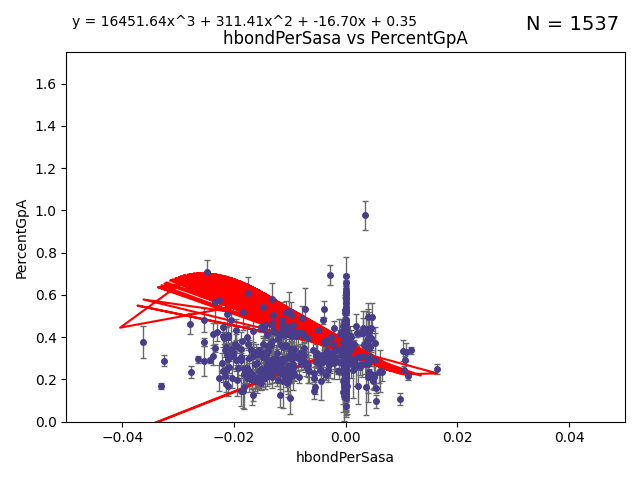 y = 16451.64x^3 + 311.41x^2 + -16.70x + 0.35
N = 1537
hbondPerSasa vs PercentGpA
1.6
1.4
1.2
1.0
0.8
0.6
0.4
0.2
0.0
PercentGpA
−0.04 −0.02 0.00 0.02 0.04
hbondPerSasa